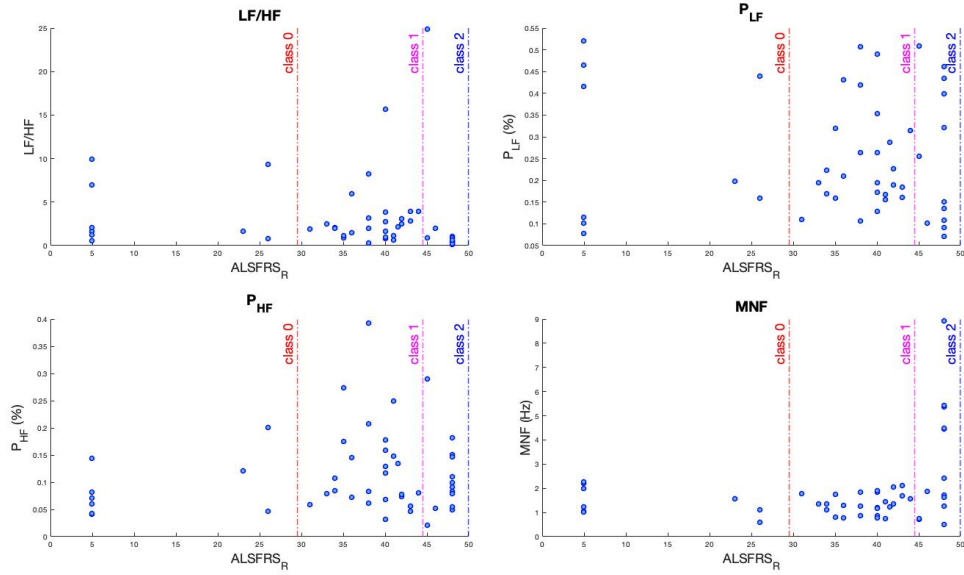 LF/HF
25
20
15
10
5
0
LF/HF
0 5 10 15 20 25 30 35 40 45 50
ALSFRS_R
class 0
class 1
class 2
P_LF
0.55
0.5
0.45
0.4
0.35
0.3
0.25
0.2
0.15
0.1
0.05
P_LF (%)
0 5 10 15 20 25 30 35 40 45 50
ALSFRS_R
class 0
class 1
class 2
P_HF
0.4
0.35
0.3
0.25
0.2
0.15
0.1
0.05
0
P_HF (%)
0 5 10 15 20 25 30 35 40 45 50
ALSFRS_R
class 0
class 1
class 2
MNF
9
8
7
6
5
4
3
2
1
0
MNF (Hz)
0 5 10 15 20 25 30 35 40 45 50
ALSFRS_R
class 0
class 1
class 2